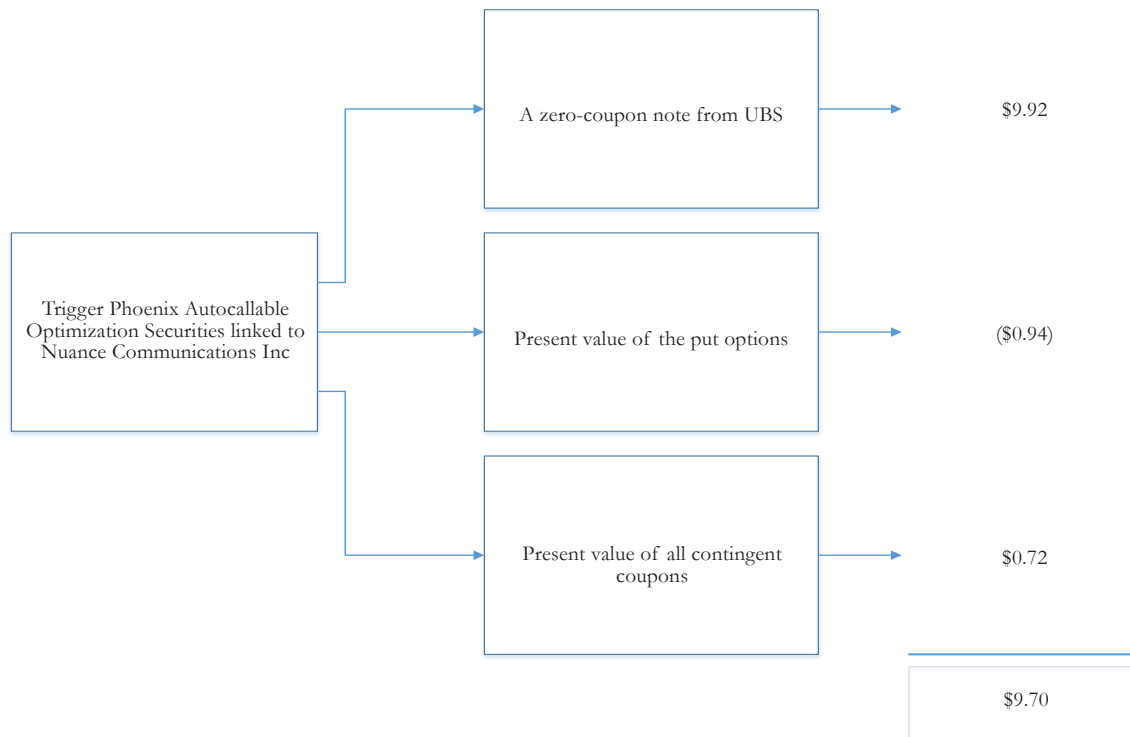 A zero-coupon note from UBS
$9.92
Trigger Phoenix Autocallable
Optimization Securities linked to
Nuance Communications Inc
Present value of the put options
($0.94)
Present value of all contingent
coupons
$0.72
$9.70